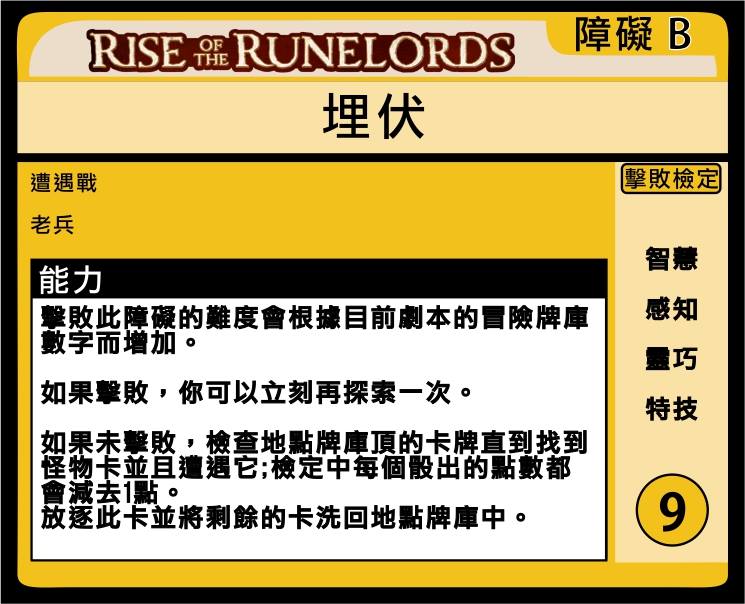 RISE OF THE RUNELORDS
障礙 B
埋伏
遭遇戰
老兵
擊敗檢定
智慧
感知
靈巧
特技
9
能力
擊敗此障礙的難度會根據目前劇本的冒險牌庫
數字而增加。
如果擊敗，你可以立刻再探索一次。
如果未擊敗，檢查地點牌庫頂的卡牌直到找到
怪物卡並且遭遇它;檢定中每個骰出的點數都
會減去1點。
放逐此卡並將剩餘的卡洗回地點牌庫中。